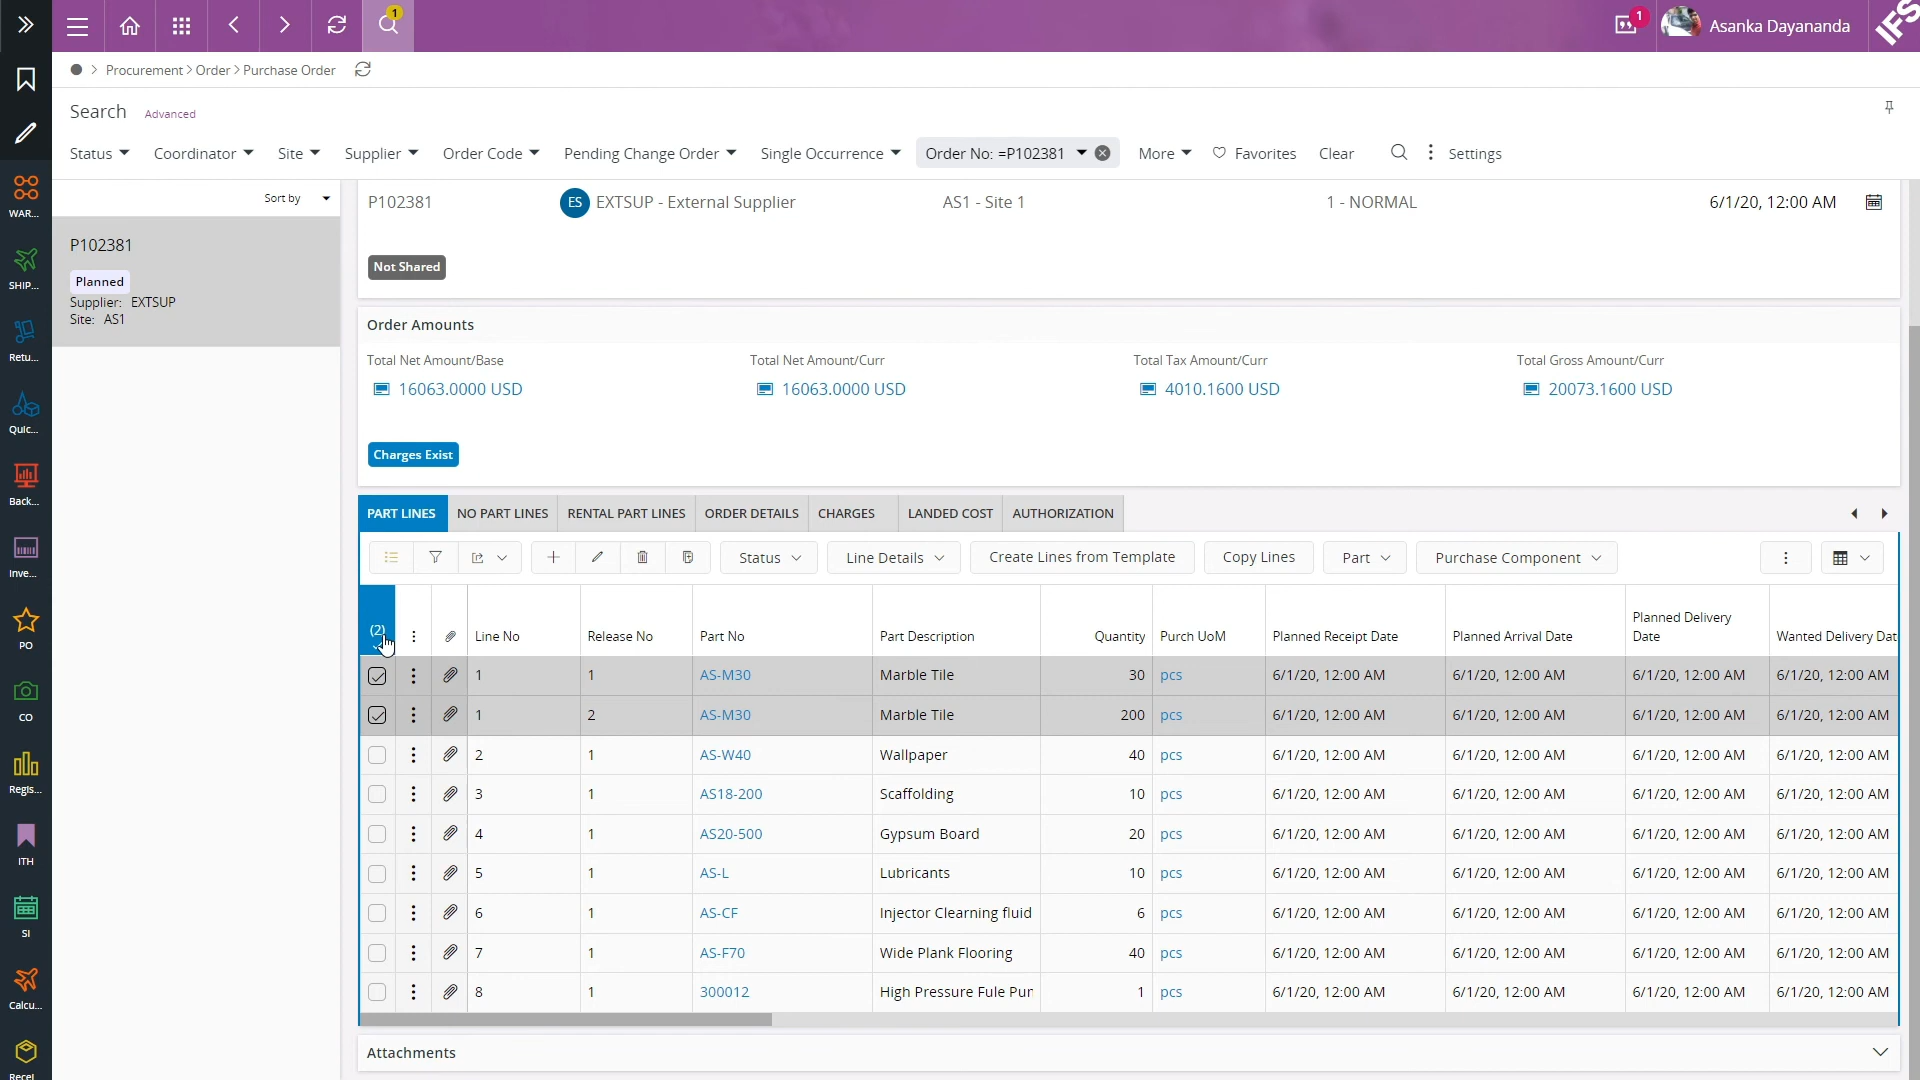 1
1
Asanka Dayananda
IFS
Procurement > Order > Purchase Order
Search Advanced
Status Coordinator Site Supplier Order Code Pending Change Order Single Occurrence Order No: =P102381 More Favorites Clear Settings
WAR...
SHIP...
Retu...
Quic...
Back...
Inve...
PO
CO
Regis...
ITH
SI
Calcu...
Recei
Sort by
P102381
Planned
Supplier: EXTSUP
Site: AS1
P102381 ES EXTSUP - External Supplier AS1 - Site 1 1 - NORMAL 6/1/20, 12:00 AM
Not Shared
Order Amounts
Total Net Amount/Base Total Net Amount/Curr Total Tax Amount/Curr Total Gross Amount/Curr
16063.0000 USD 16063.0000 USD 4010.1600 USD 20073.1600 USD
Charges Exist
PART LINES NO PART LINES RENTAL PART LINES ORDER DETAILS CHARGES LANDED COST AUTHORIZATION
Status Line Details Create Lines from Template Copy Lines Part Purchase Component
(2) Line No Release No Part No Part Description Quantity Purch UoM Planned Receipt Date Planned Arrival Date Planned Delivery Date Wanted Delivery Dat
1 1 AS-M30 Marble Tile 30 pcs 6/1/20, 12:00 AM 6/1/20, 12:00 AM 6/1/20, 12:00 AM 6/1/20, 12:00 AM
1 2 AS-M30 Marble Tile 200 pcs 6/1/20, 12:00 AM 6/1/20, 12:00 AM 6/1/20, 12:00 AM 6/1/20, 12:00 AM
2 1 AS-W40 Wallpaper 40 pcs 6/1/20, 12:00 AM 6/1/20, 12:00 AM 6/1/20, 12:00 AM 6/1/20, 12:00 AM
3 1 AS18-200 Scaffolding 10 pcs 6/1/20, 12:00 AM 6/1/20, 12:00 AM 6/1/20, 12:00 AM 6/1/20, 12:00 AM
4 1 AS20-500 Gypsum Board 20 pcs 6/1/20, 12:00 AM 6/1/20, 12:00 AM 6/1/20, 12:00 AM 6/1/20, 12:00 AM
5 1 AS-L Lubricants 10 pcs 6/1/20, 12:00 AM 6/1/20, 12:00 AM 6/1/20, 12:00 AM 6/1/20, 12:00 AM
6 1 AS-CF Injector Clearning fluid 6 pcs 6/1/20, 12:00 AM 6/1/20, 12:00 AM 6/1/20, 12:00 AM 6/1/20, 12:00 AM
7 1 AS-F70 Wide Plank Flooring 40 pcs 6/1/20, 12:00 AM 6/1/20, 12:00 AM 6/1/20, 12:00 AM 6/1/20, 12:00 AM
8 1 300012 High Pressure Fule Pur 1 pcs 6/1/20, 12:00 AM 6/1/20, 12:00 AM 6/1/20, 12:00 AM 6/1/20, 12:00 AM
Attachments